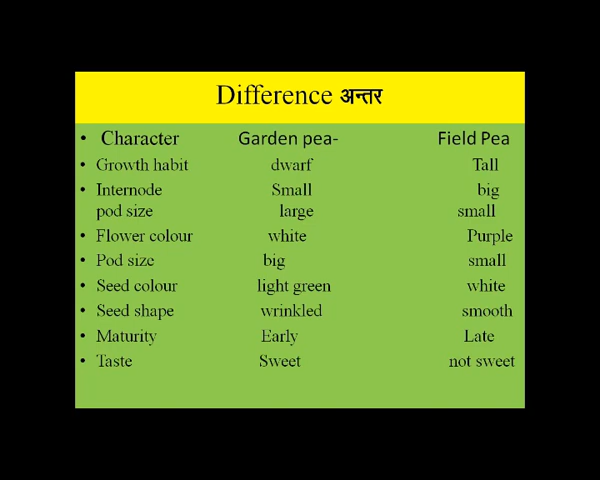 Difference अन्तर
• Character Garden pea- Field Pea
• Growth habit dwarf Tall
• Internode Small big
pod size large small
• Flower colour white Purple
• Pod size big small
• Seed colour light green white
• Seed shape wrinkled smooth
• Maturity Early Late
• Taste Sweet not sweet